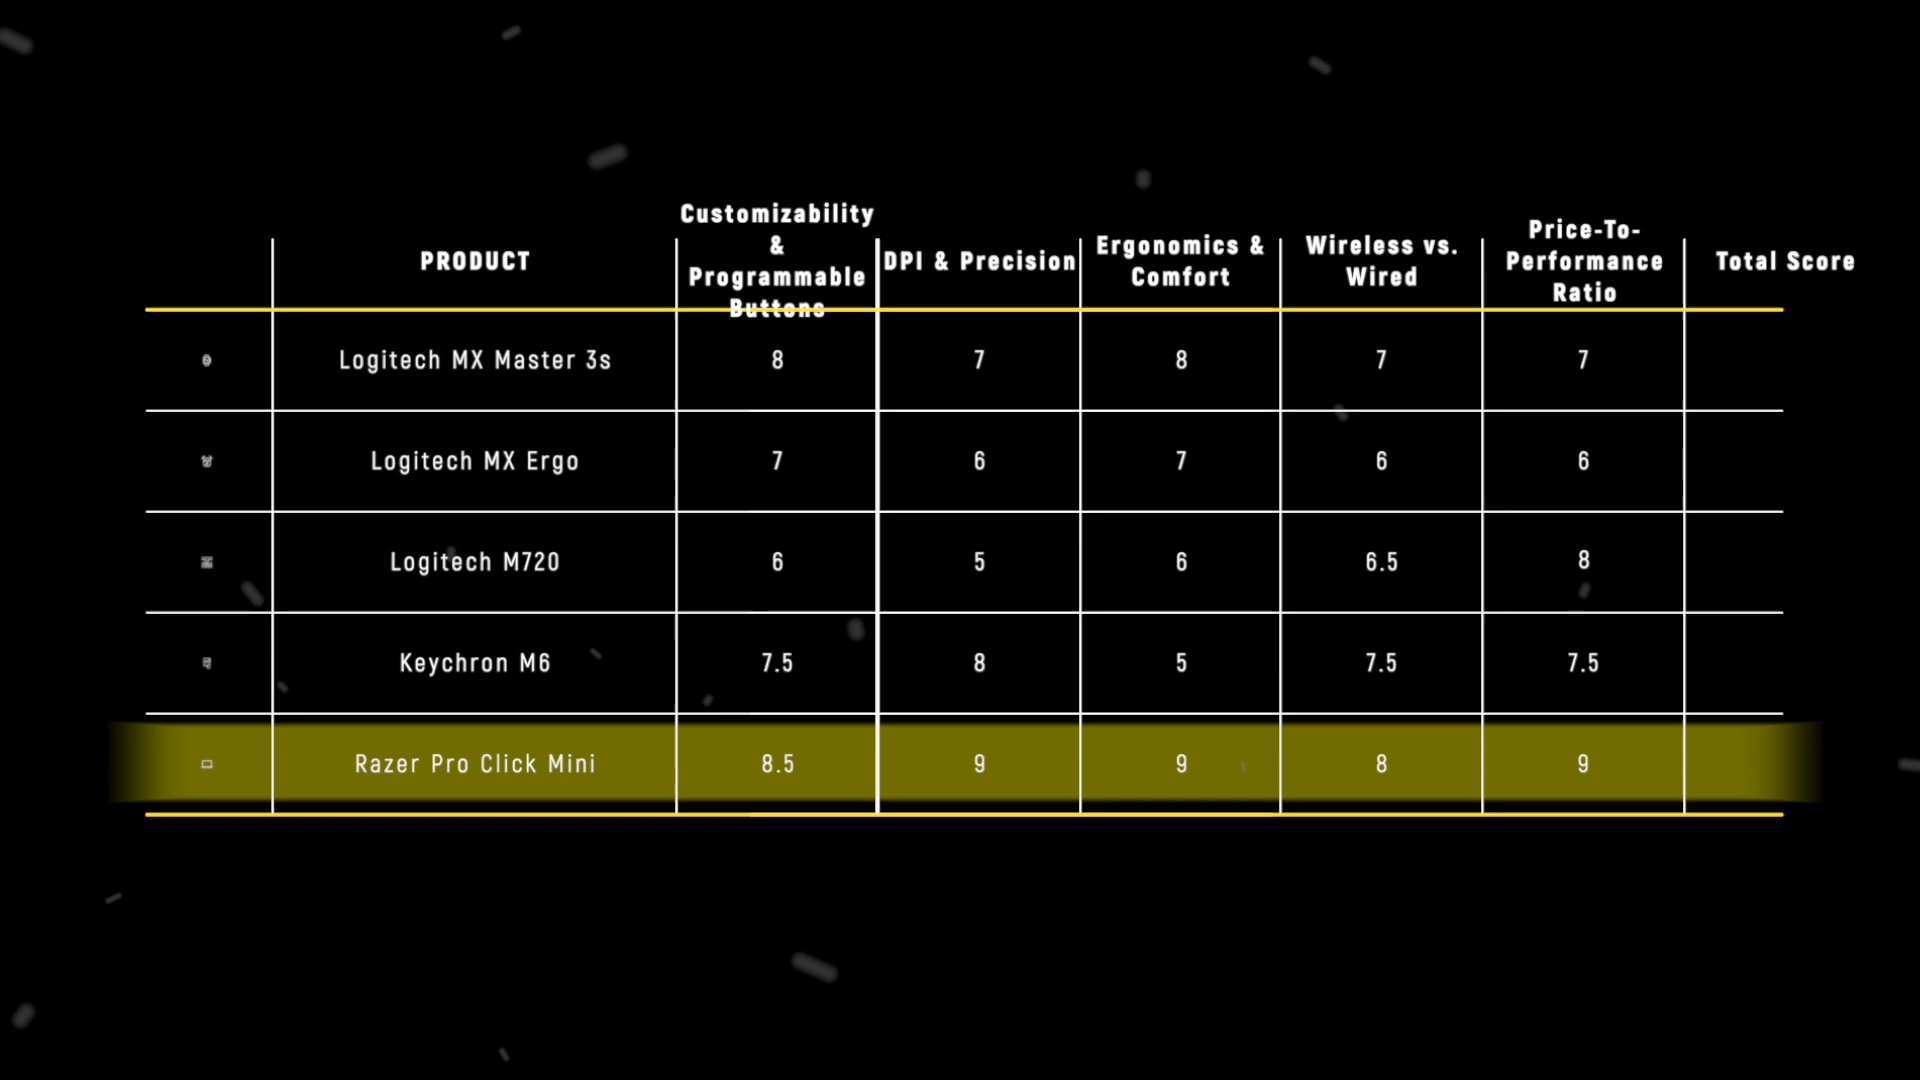 PRODUCT
Customizability
&
Programmable
Buttons
DPI & Precision
Ergonomics &
Comfort
Wireless vs.
Wired
Price-To-
Performance
Ratio
Total Score
Logitech MX Master 3s 8 7 8 7 7
Logitech MX Ergo 7 6 7 6 6
Logitech M720 6 5 6 6.5 8
Keychron M6 7.5 8 5 7.5 7.5
Razer Pro Click Mini 8.5 9 9 8 9